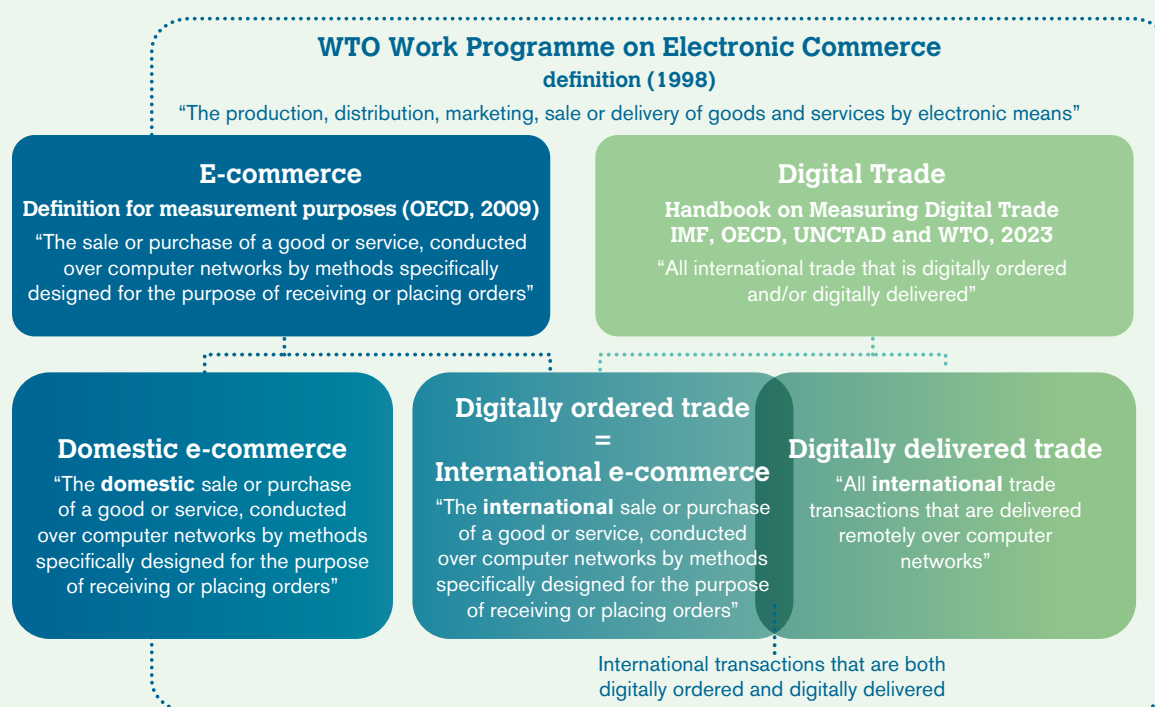 WTO Work Programme on Electronic Commerce
definition (1998)
“The production, distribution, marketing, sale or delivery of goods and services by electronic means”
E-commerce
Definition for measurement purposes (OECD, 2009)
“The sale or purchase of a good or service, conducted
over computer networks by methods specifically
designed for the purpose of receiving or placing orders”
Digital Trade
Handbook on Measuring Digital Trade
IMF, OECD, UNCTAD and WTO, 2023
“All international trade that is digitally ordered
and/or digitally delivered”
Domestic e-commerce
“The domestic sale or purchase
of a good or service, conducted
over computer networks by methods
specifically designed for the purpose
of receiving or placing orders”
Digitally ordered trade
=
International e-commerce
“The international sale or purchase
of a good or service, conducted
over computer networks by methods
specifically designed for the purpose
of receiving or placing orders”
Digitally delivered trade
“All international trade
transactions that are delivered
remotely over computer
networks”
International transactions that are both
digitally ordered and digitally delivered